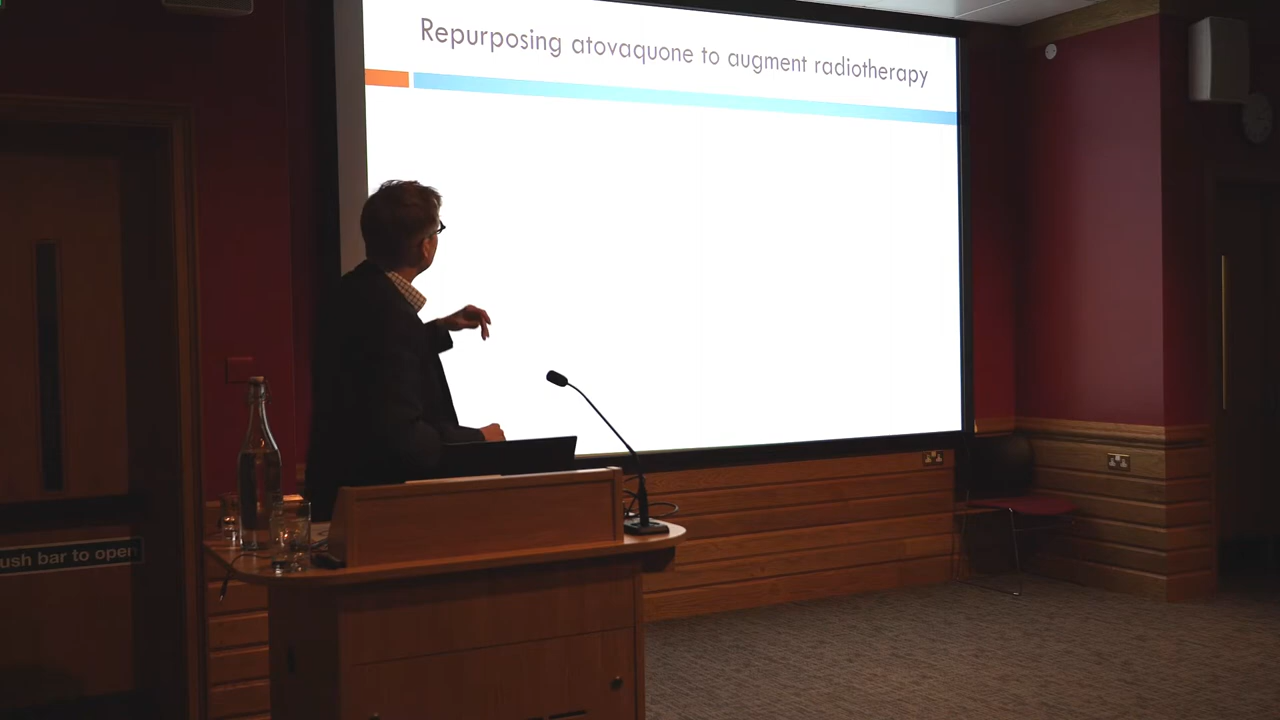 Repurposing atovaquone to augment radiotherapy
ush bar to open